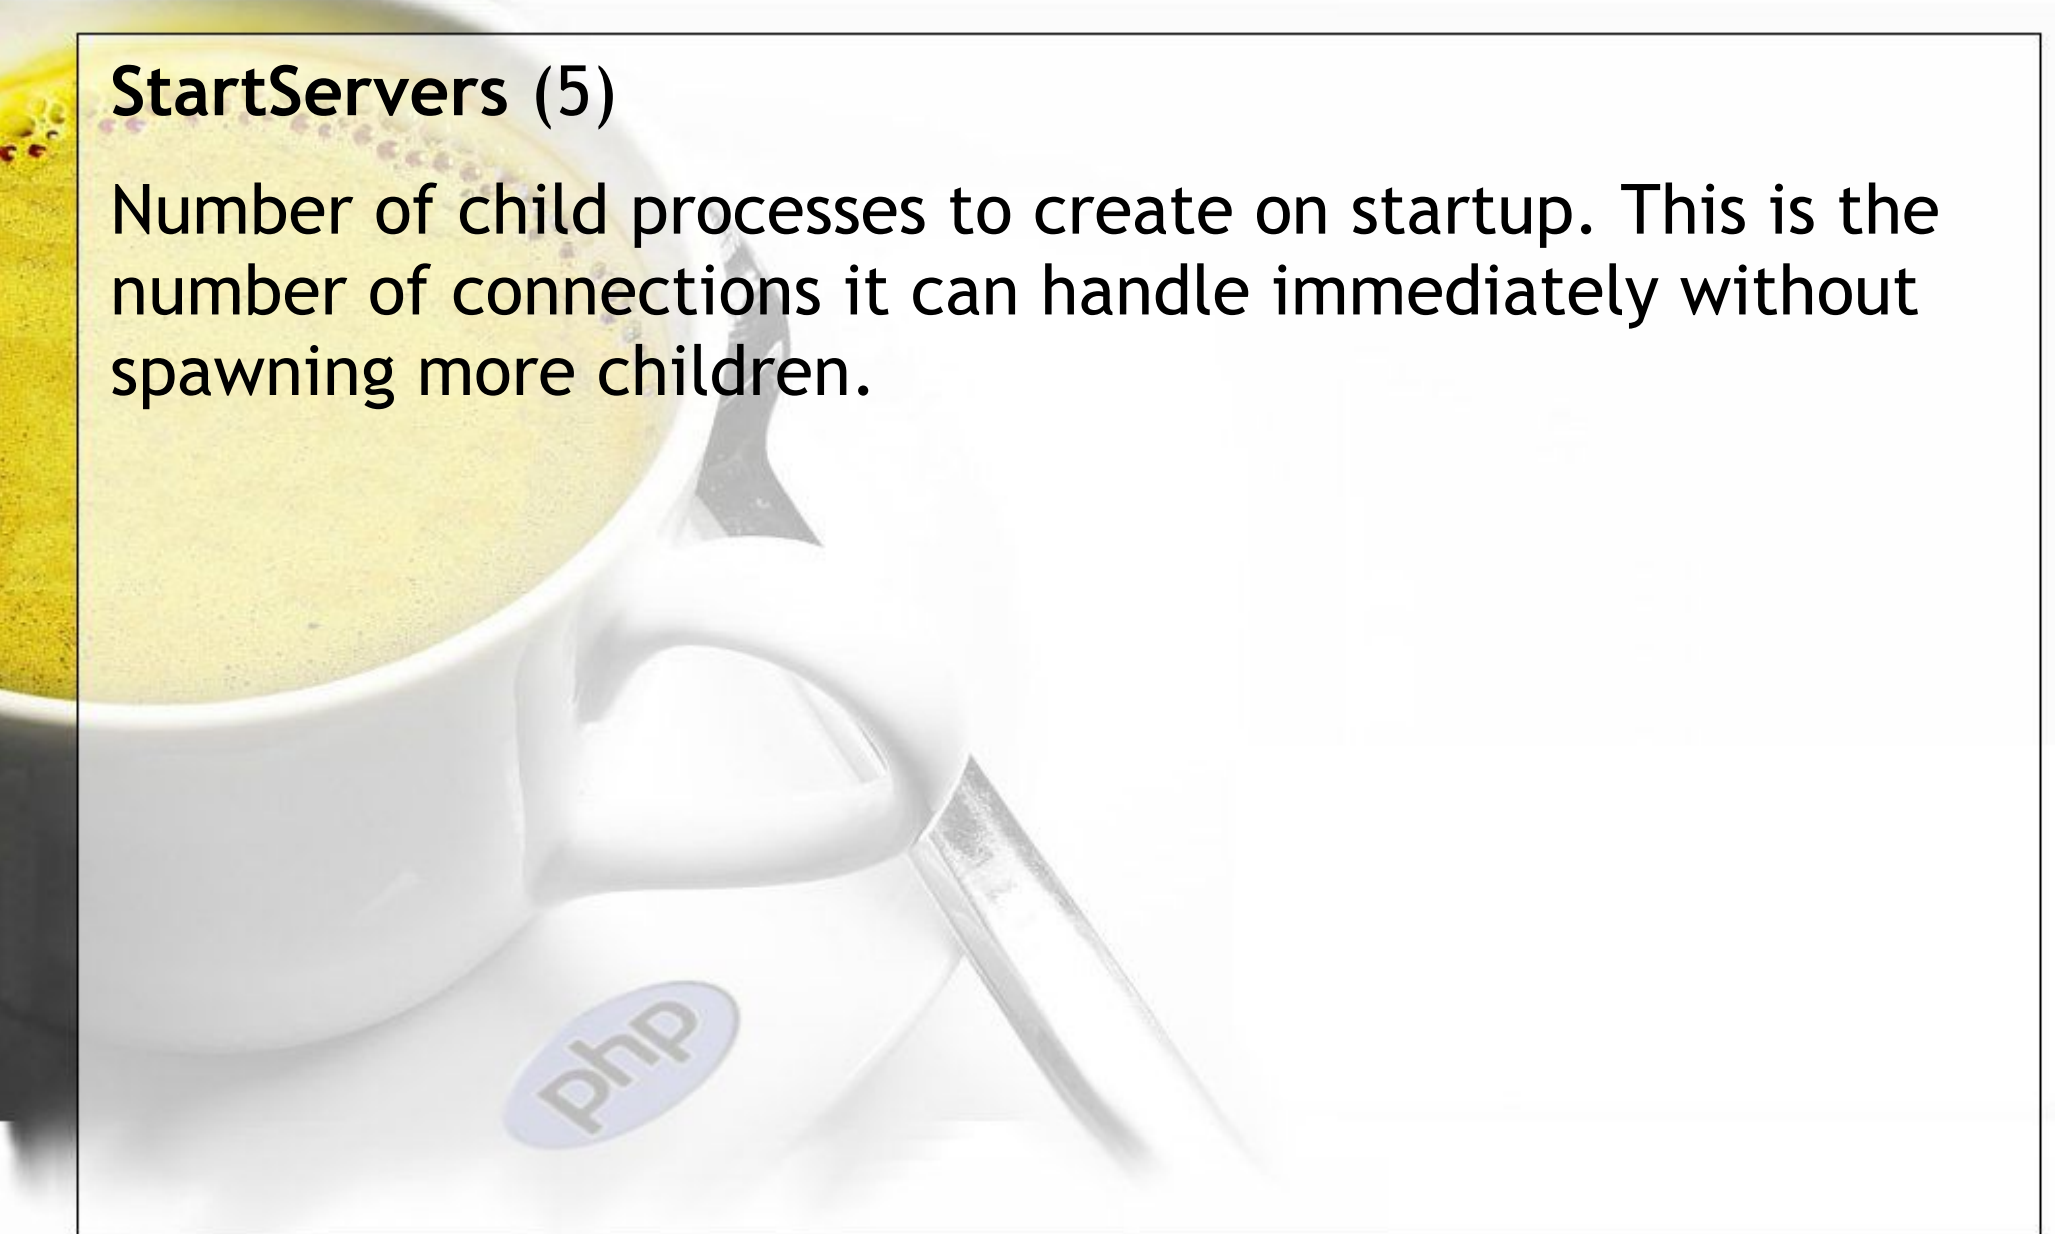 StartServers (5)
Number of child processes to create on startup. This is the
number of connections it can handle immediately without
spawning more children.
php